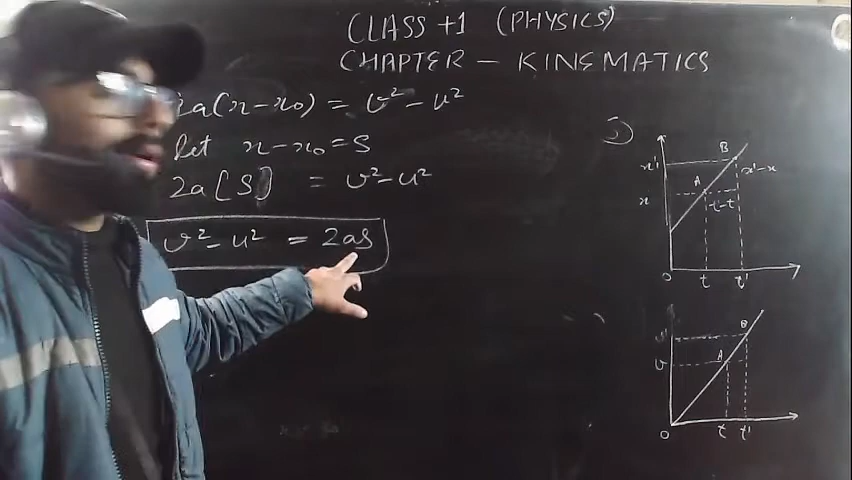 CLASS +1 (PHYSICS)
CHAPTER - KINEMATICS
2a(x-x₀) = v² - u²
let x-x₀ = S
2a[S] = v² - u²
v² - u² = 2as
x'
B
A
x
x'-x
t'-t
O
t
t'
v'
B
A
v
O
t
t'